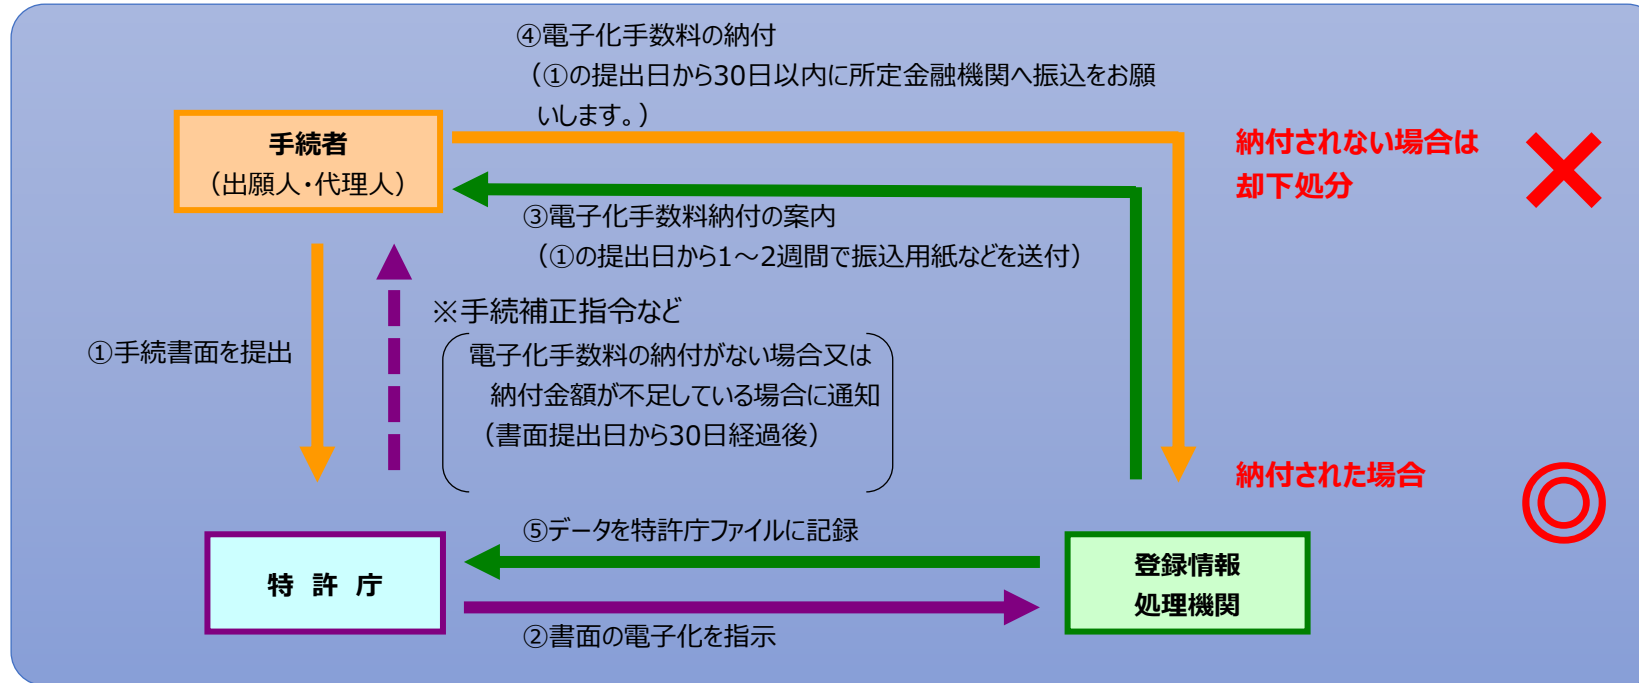 ④電子化手数料の納付
（①の提出日から30日以内に所定金融機関へ振込をお願
いします。）
手続者
（出願人・代理人）
納付されない場合は
却下処分
③電子化手数料納付の案内
（①の提出日から1～2週間で振込用紙などを送付）
※手続補正指令など
①手続書面を提出
電子化手数料の納付がない場合又は
納付金額が不足している場合に通知
（書面提出日から30日経過後）
納付された場合
⑤データを特許庁ファイルに記録
特 許 庁
登録情報
処理機関
②書面の電子化を指示